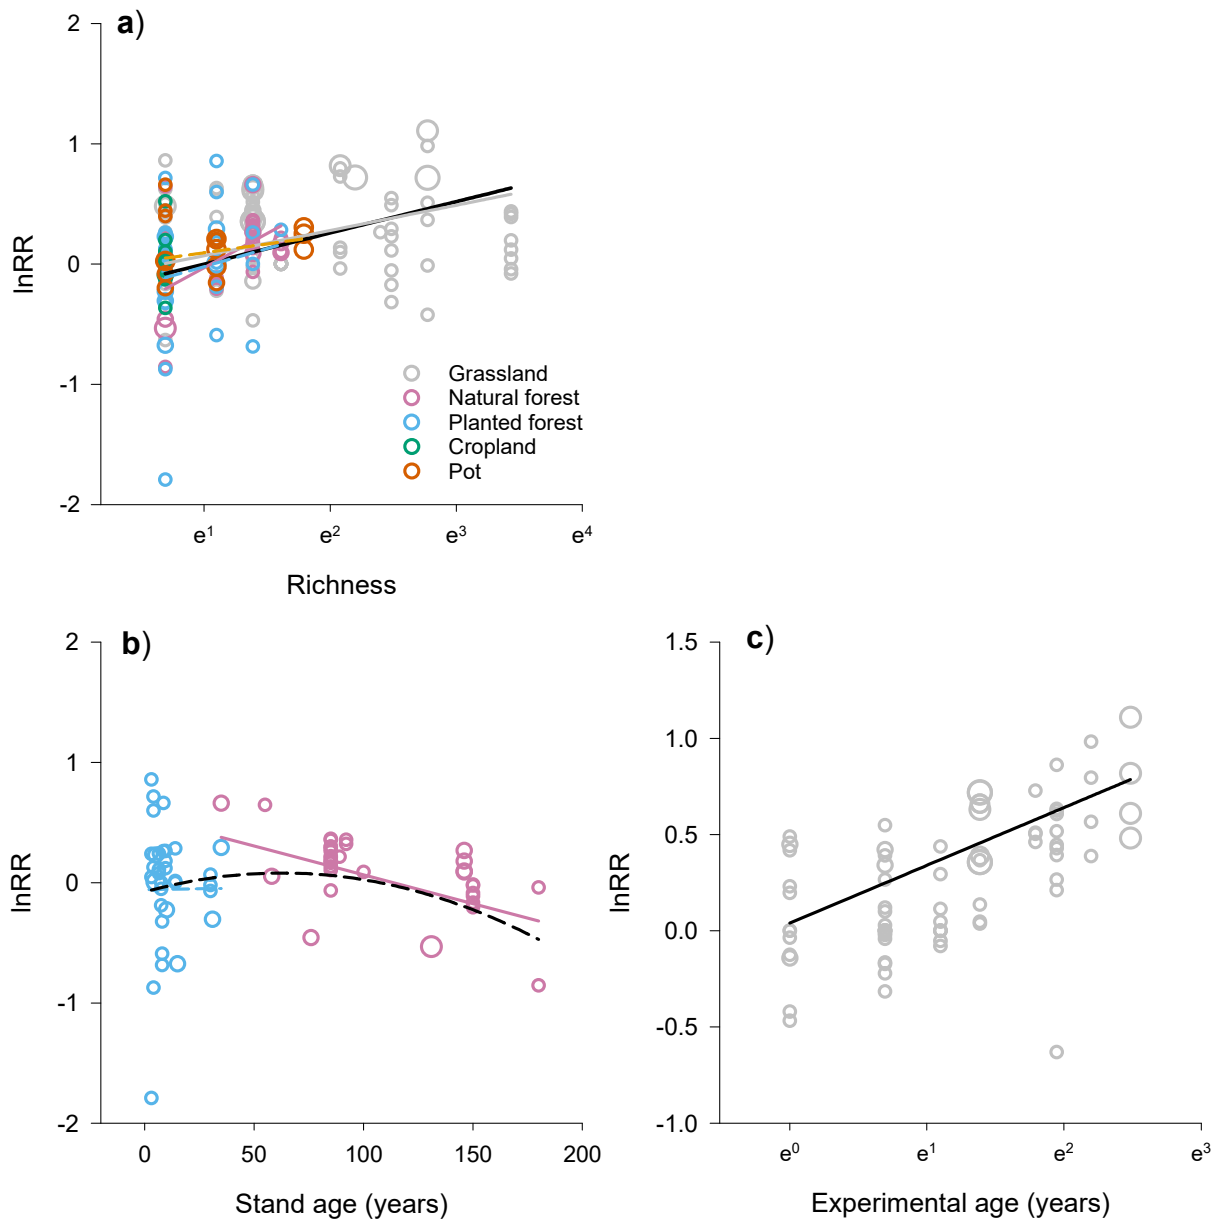 a)
2
1
0
-1
-2
lnRR
Grassland
Natural forest
Planted forest
Cropland
Pot
e¹ e² e³ e⁴
Richness
b)
2
1
0
-1
-2
lnRR
0 50 100 150 200
Stand age (years)
c)
1.5
1.0
0.5
0.0
-0.5
-1.0
lnRR
e⁰ e¹ e² e³
Experimental age (years)